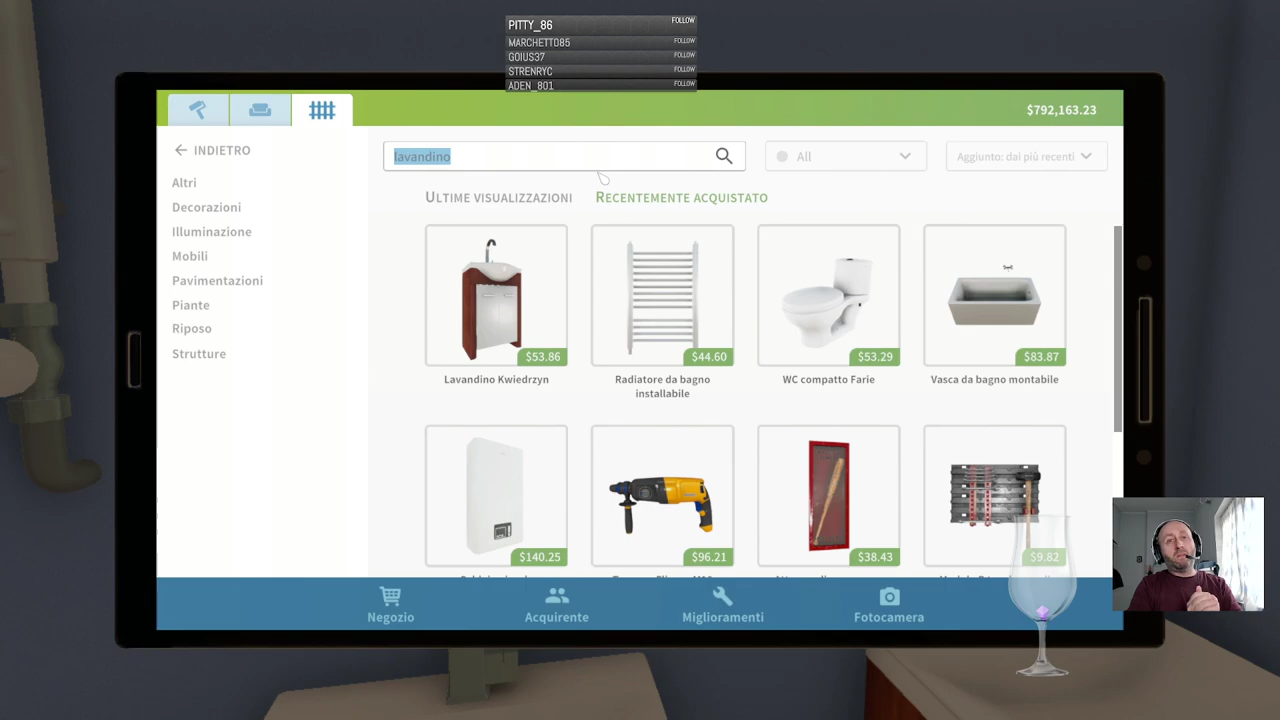 PITTY_86 FOLLOW
MARCHETTO85 FOLLOW
GOIUS37 FOLLOW
STRENRYC FOLLOW
ADEN_801 FOLLOW
$792,163.23
INDIETRO
lavandino
All
Aggiunto: dai più recenti
Altri
Decorazioni
Illuminazione
Mobili
Pavimentazioni
Piante
Riposo
Strutture
ULTIME VISUALIZZAZIONI
RECENTEMENTE ACQUISTATO
$53.86
$44.60
$53.29
$83.87
Lavandino Kwiedrzyn
Radiatore da bagno
installabile
WC compatto Farie
Vasca da bagno montabile
$140.25
$96.21
$38.43
$9.82
Negozio
Acquirente
Miglioramenti
Fotocamera